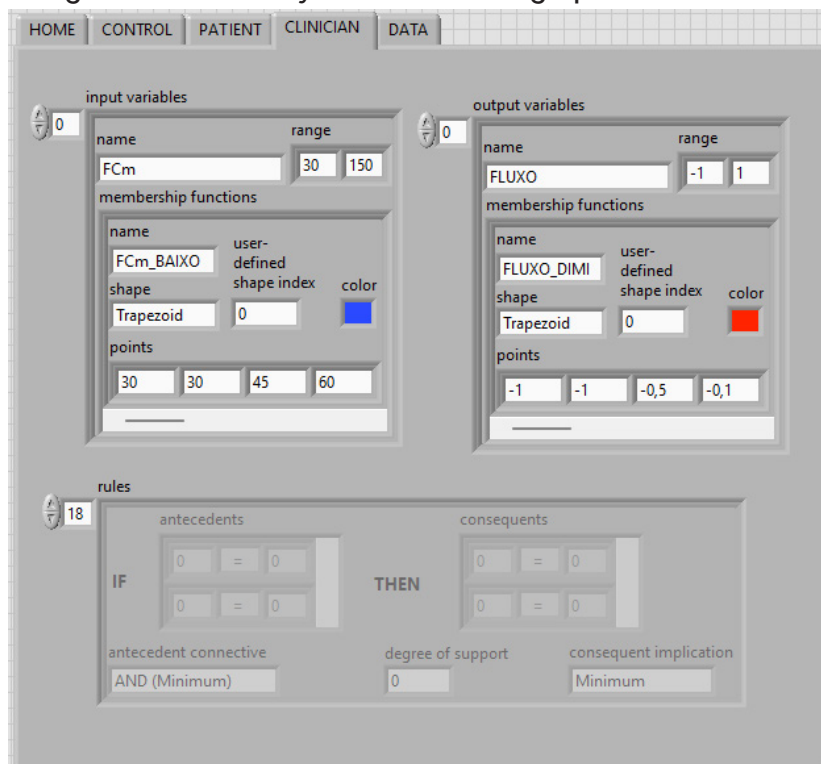 HOME CONTROL PATIENT CLINICIAN DATA
input variables
0
name range
FCm 30 150
membership functions
name
FCm_BAIXO
user-
defined
shape index
color
shape
Trapezoid 0
points
30 30 45 60
output variables
0
name range
FLUXO -1 1
membership functions
name
FLUXO_DIMI
user-
defined
shape index
color
shape
Trapezoid 0
points
-1 -1 -0,5 -0,1
rules
18
antecedents consequents
IF
0 = 0
0 = 0
THEN
0 = 0
0 = 0
antecedent connective degree of support consequent implication
AND (Minimum) 0 Minimum